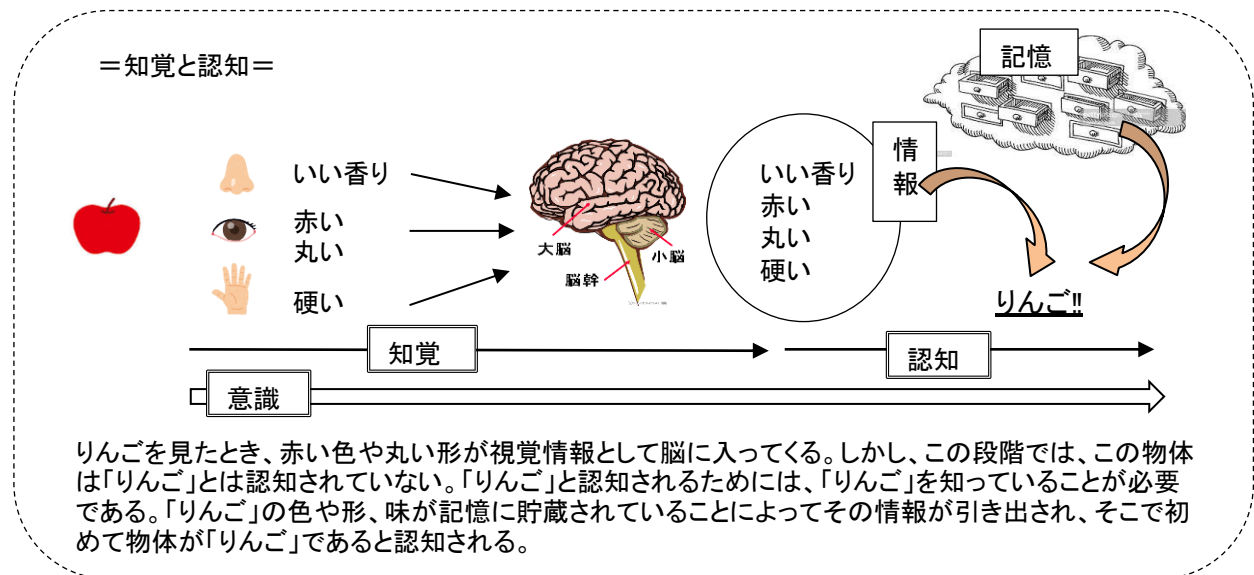 ＝知覚と認知＝
記憶
情報
いい香り
赤い
丸い
硬い
大脳
小脳
脳幹
いい香り
赤い
丸い
硬い
りんご!!
知覚
認知
意識
りんごを見たとき、赤い色や丸い形が視覚情報として脳に入ってくる。しかし、この段階では、この物体
は「りんご」とは認知されていない。「りんご」と認知されるためには、「りんご」を知っていることが必要
である。「りんご」の色や形、味が記憶に貯蔵されていることによってその情報が引き出され、そこで初
めて物体が「りんご」であると認知される。